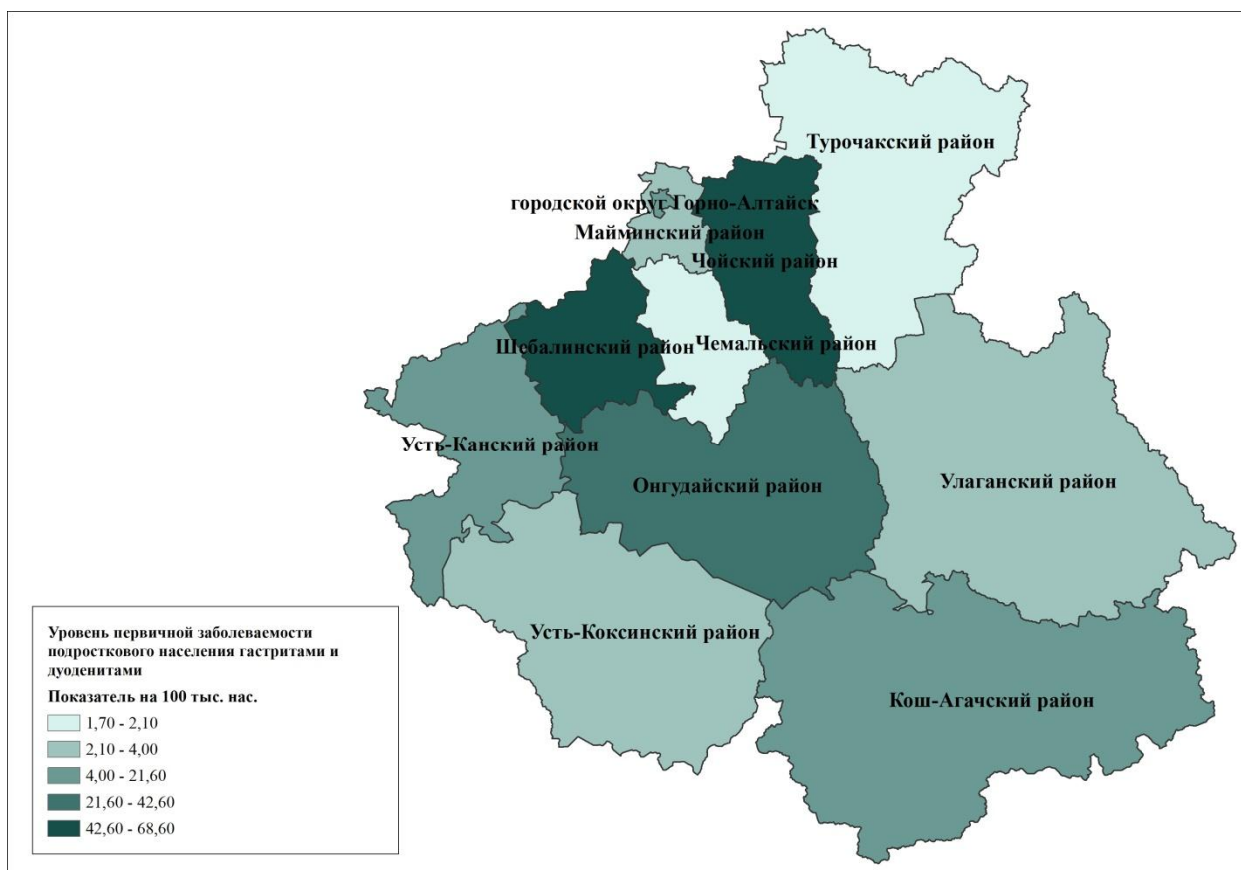 Турочакский район
городской округ Горно-Алтайск
Майминский район
Чойский район
Шебалинский район
Чемальский район
Усть-Канский район
Онгудайский район
Улаганский район
Усть-Коксинский район
Кош-Агачский район
Уровень первичной заболеваемости
подросткового населения гастритами и
дуоденитами
Показатель на 100 тыс. нас.
1,70 - 2,10
2,10 - 4,00
4,00 - 21,60
21,60 - 42,60
42,60 - 68,60